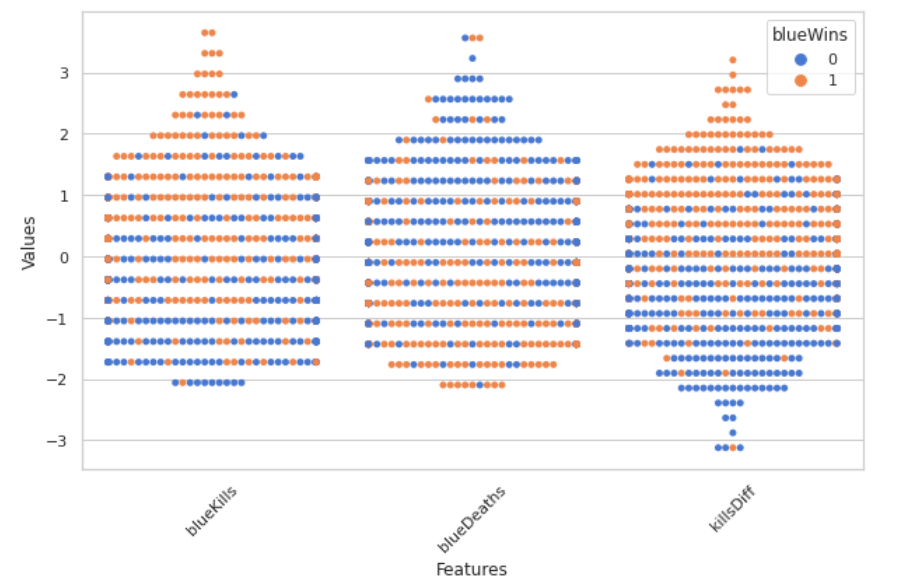 blueWins
0
1
3
2
1
0
−1
−2
−3
Values
blueKills
blueDeaths
killsDiff
Features